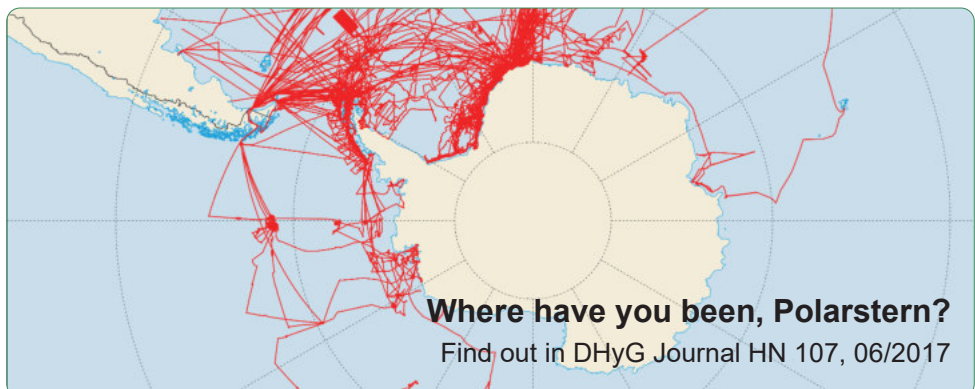 Where have you been, Polarstern?
Find out in DHyG Journal HN 107, 06/2017